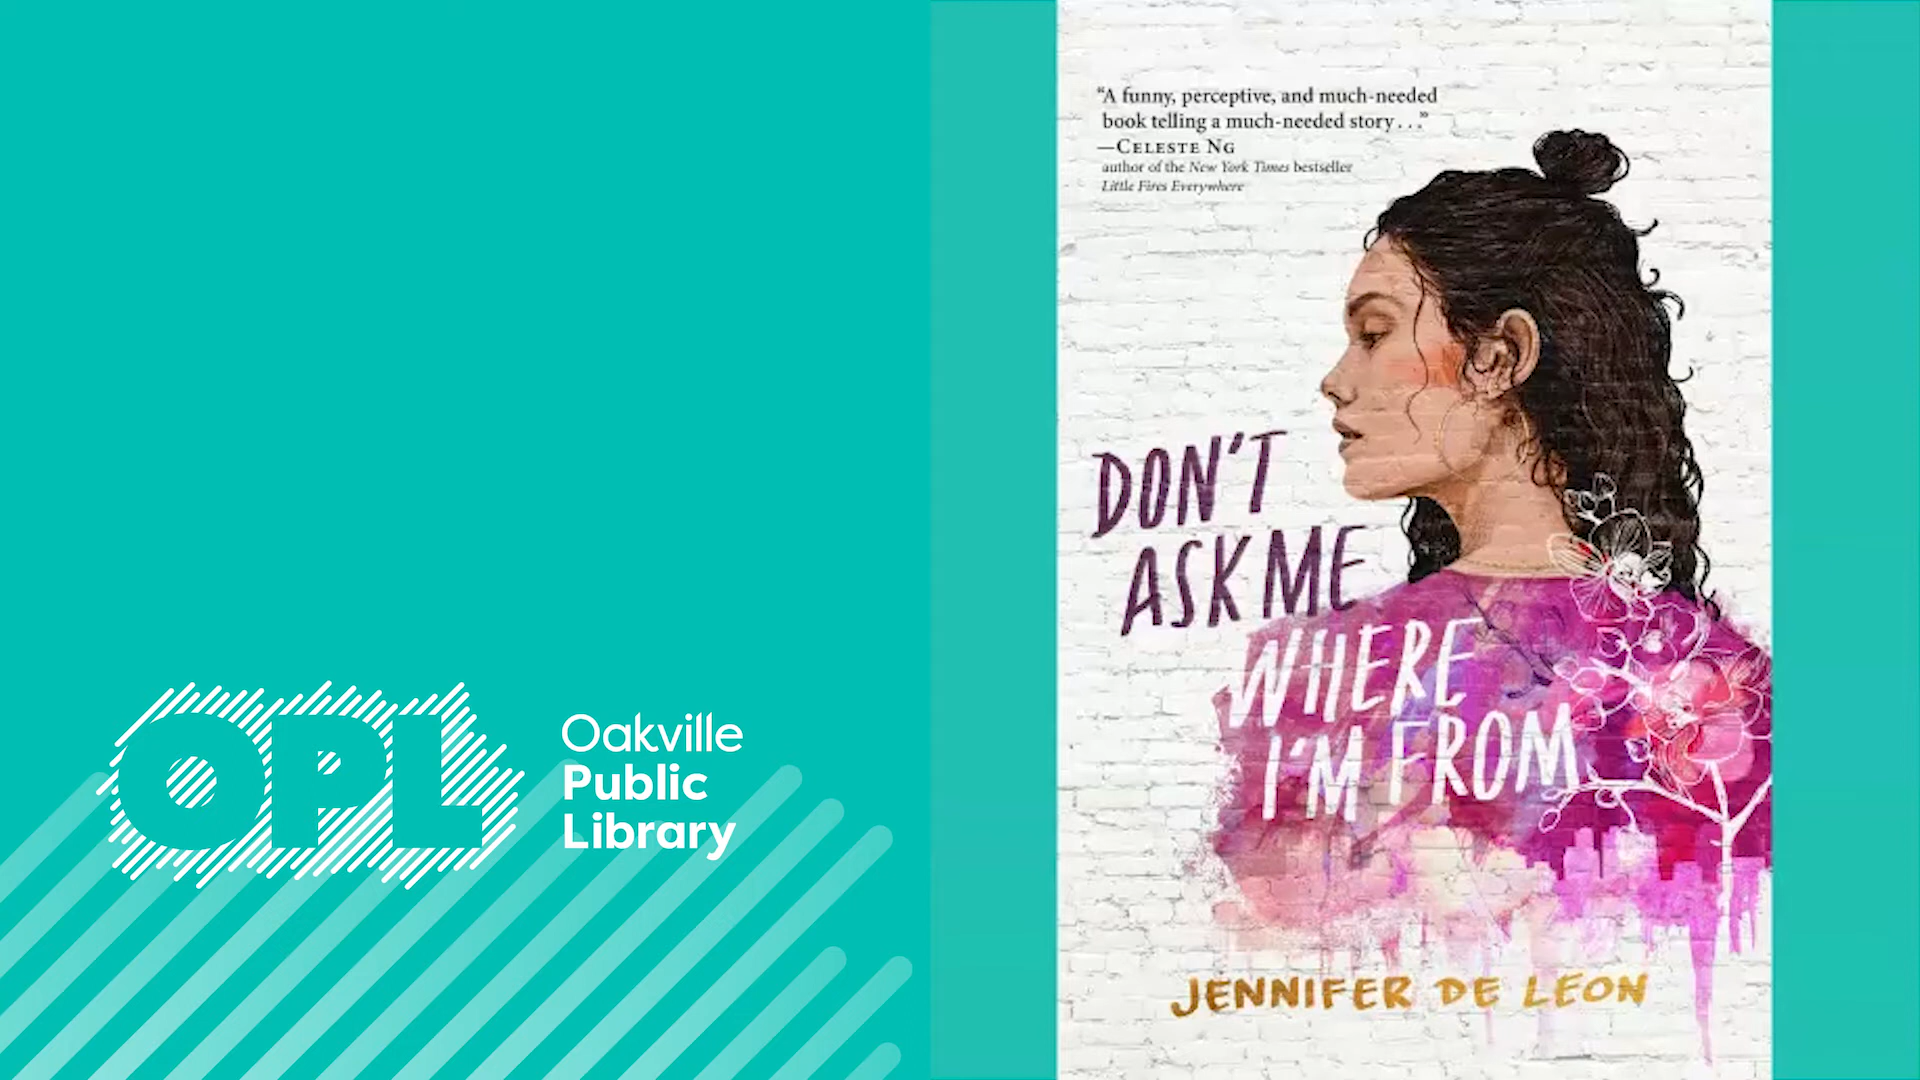 OPL
Oakville
Public
Library
“A funny, perceptive, and much-needed
book telling a much-needed story . . .”
—CELESTE NG
author of the New York Times bestseller
Little Fires Everywhere
DON'T
ASK ME
WHERE
I'M FROM
JENNIFER DE LEON